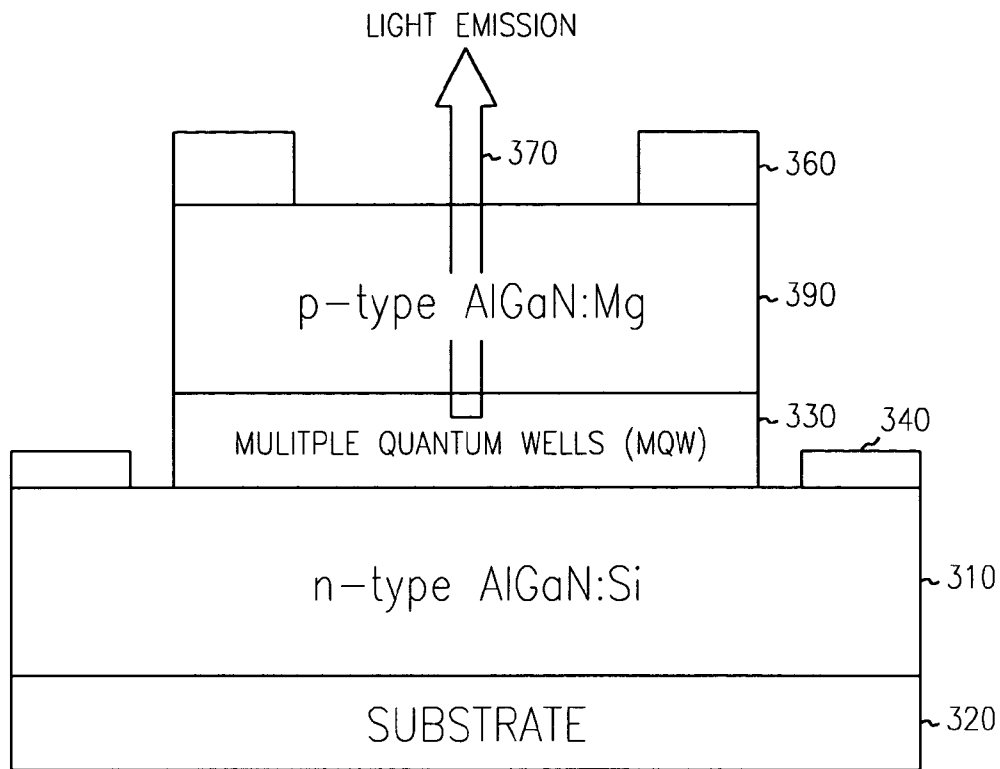 LIGHT EMISSION
370
360
p-type AlGaN:Mg
390
330
340
MULITPLE QUANTUM WELLS (MQW)
n-type AlGaN:Si
310
SUBSTRATE
320